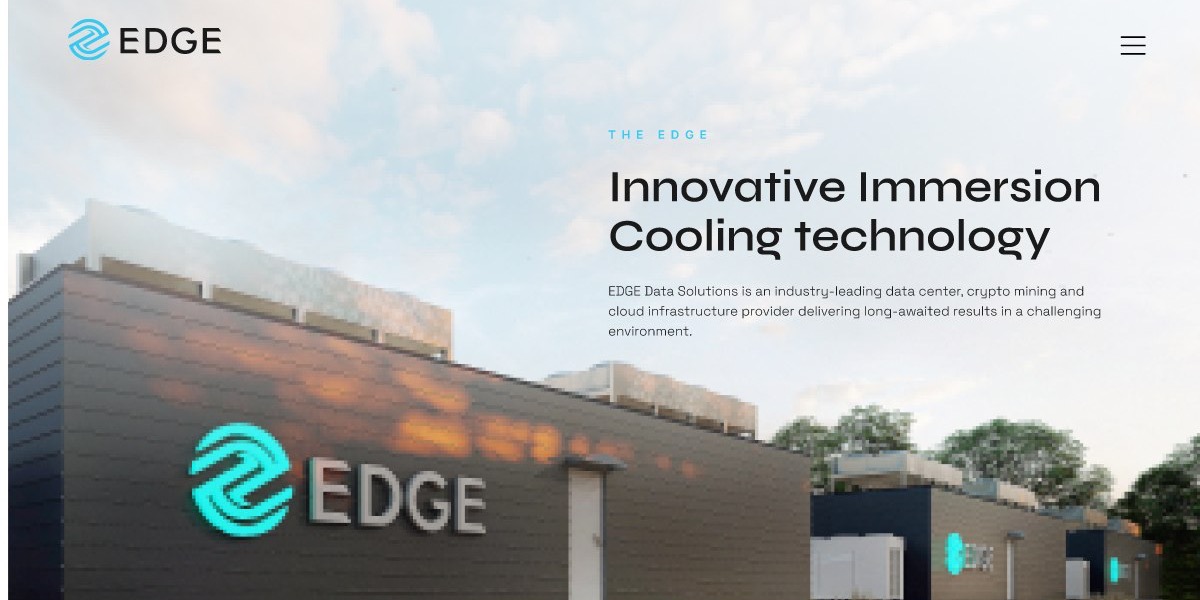 EDGE
THE EDGE
Innovative Immersion
Cooling technology
EDGE Data Solutions is an industry-leading data center, crypto mining and
cloud infrastructure provider delivering long-awaited results in a challenging
environment.
EDGE